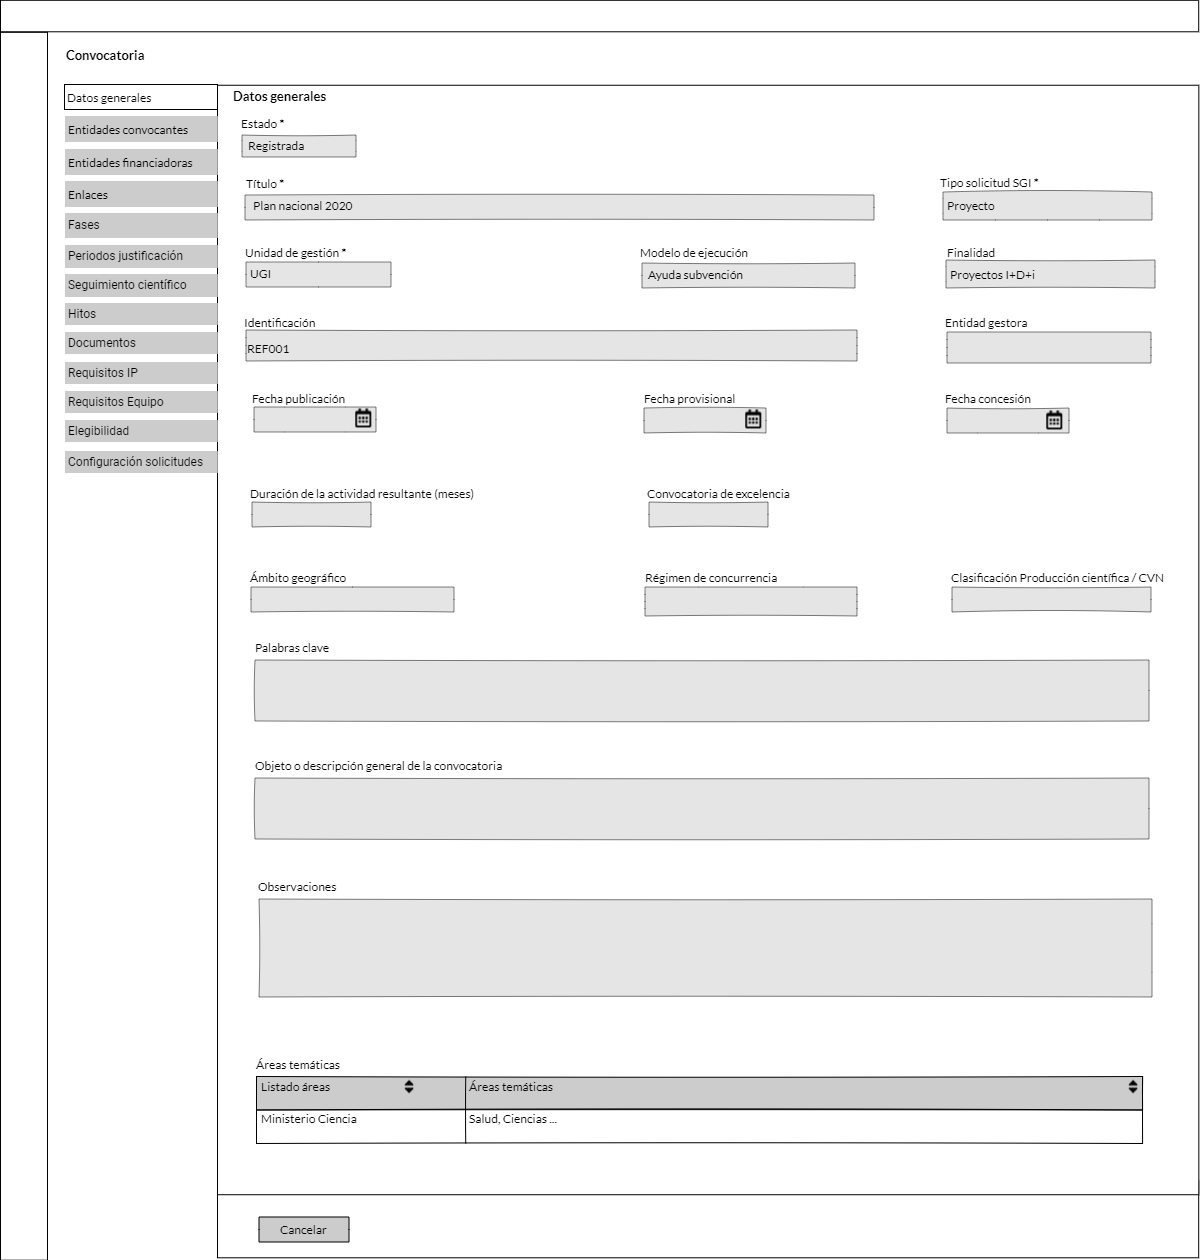 Convocatoria
Datos generales
Entidades convocantes
Entidades financiadoras
Enlaces
Fases
Periodos justificación
Seguimiento científico
Hitos
Documentos
Requisitos IP
Requisitos Equipo
Elegibilidad
Configuración solicitudes
Datos generales
Estado *
Registrada
Título * Tipo solicitud SGI *
Plan nacional 2020 Proyecto
Unidad de gestión * Modelo de ejecución Finalidad
UGI Ayuda subvención Proyectos I+D+i
Identificación Entidad gestora
REF001
Fecha publicación Fecha provisional Fecha concesión
Duración de la actividad resultante (meses) Convocatoria de excelencia
Ámbito geográfico Régimen de concurrencia Clasificación Producción científica / CVN
Palabras clave
Objeto o descripción general de la convocatoria
Observaciones
Áreas temáticas
Listado áreas Áreas temáticas
Ministerio Ciencia Salud, Ciencias ...
Cancelar